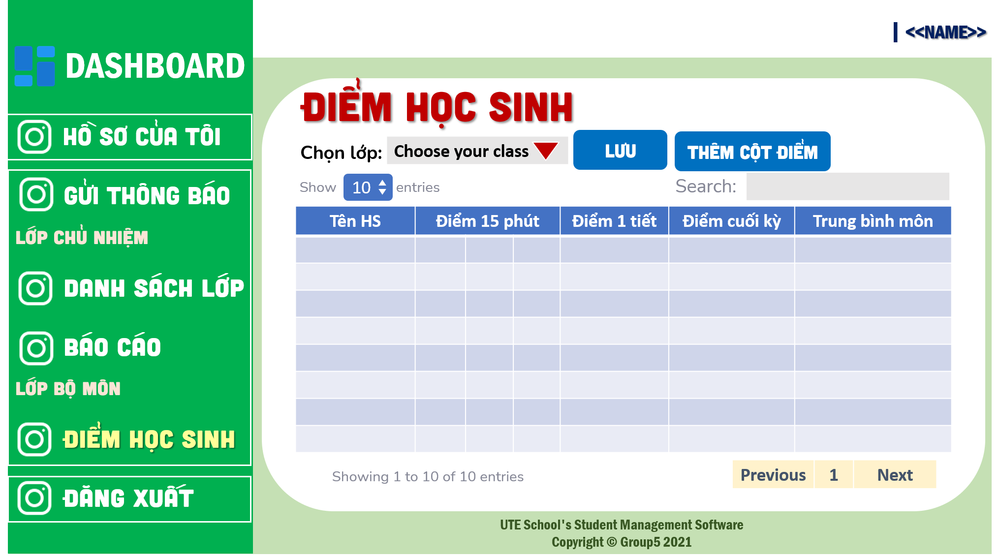 | <<NAME>>
DASHBOARD
HỒ SƠ CỦA TÔI
GỬI THÔNG BÁO
LỚP CHỦ NHIỆM
DANH SÁCH LỚP
BÁO CÁO
LỚP BỘ MÔN
ĐIỂM HỌC SINH
ĐĂNG XUẤT
ĐIỂM HỌC SINH
Chọn lớp: Choose your class LƯU THÊM CỘT ĐIỂM
Show 10 entries Search:
Tên HS Điểm 15 phút Điểm 1 tiết Điểm cuối kỳ Trung bình môn
Showing 1 to 10 of 10 entries Previous 1 Next
UTE School's Student Management Software
Copyright © Group5 2021